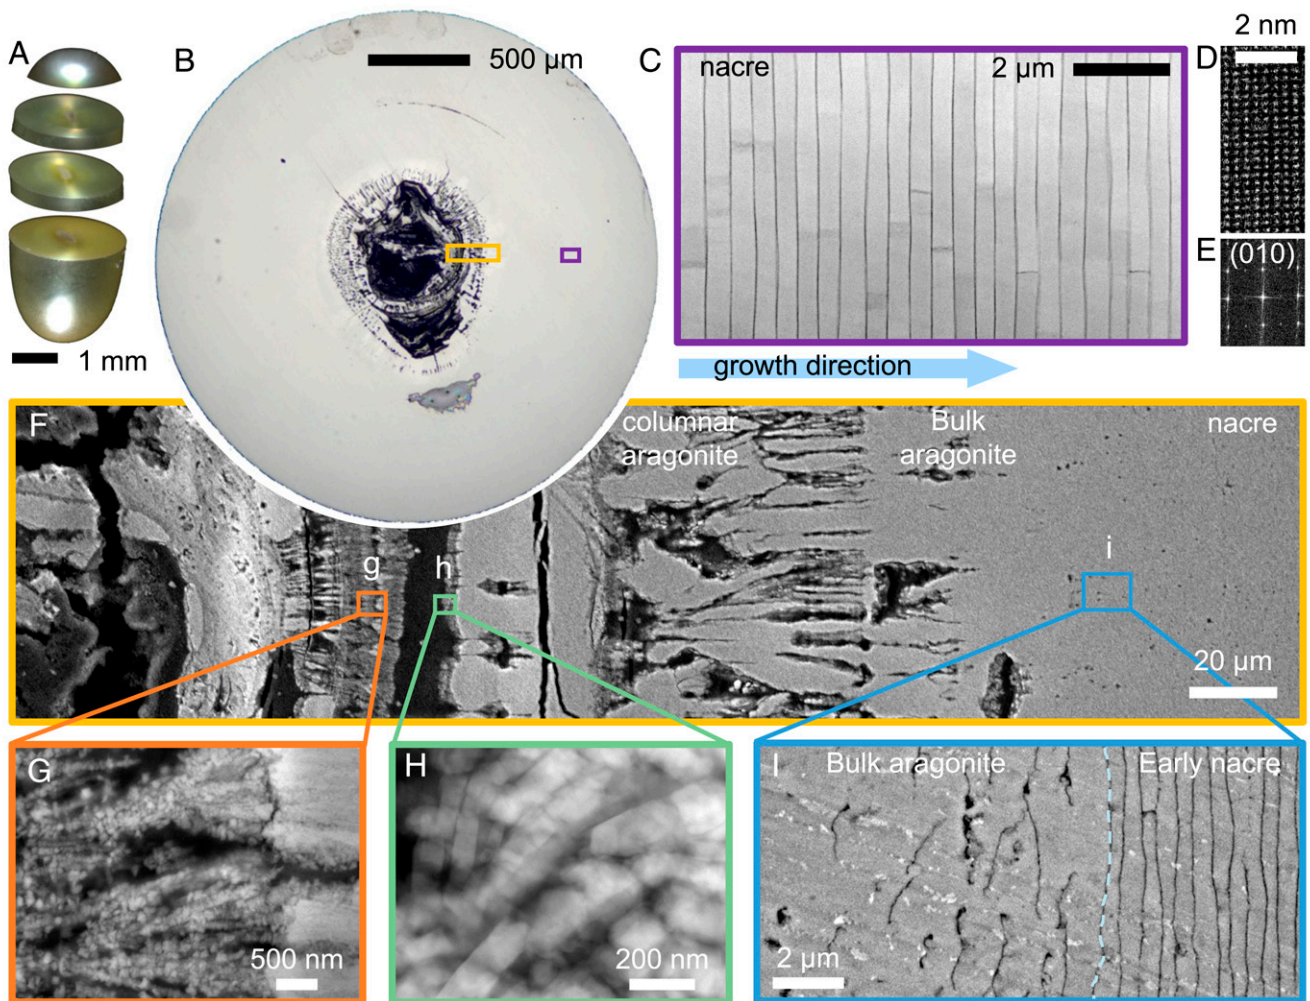 A
1 mm
B
500 µm
C
nacre
2 µm
growth direction
D
2 nm
E
(010)
F
columnar
aragonite
Bulk
aragonite
nacre
g
h
i
20 µm
G
500 nm
H
200 nm
I
Bulk aragonite
Early nacre
2 µm